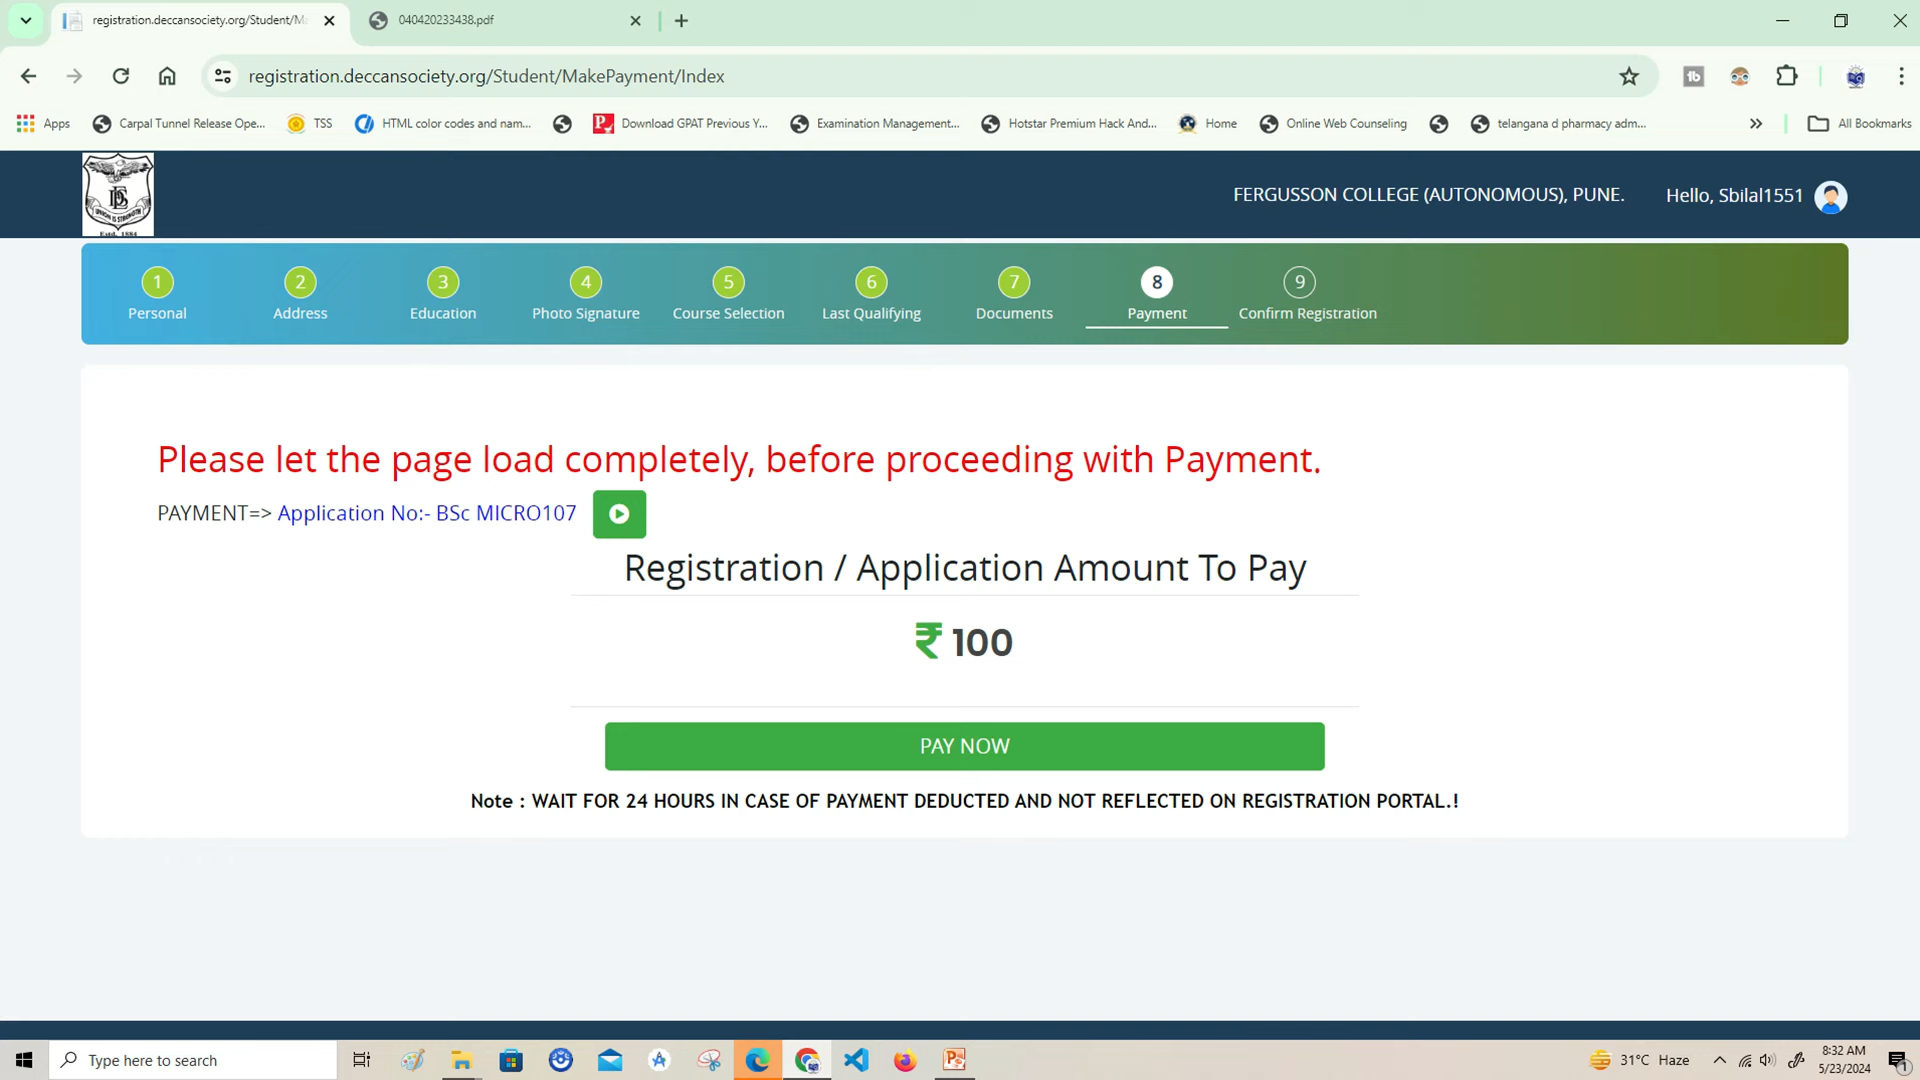 registration.deccansociety.org/Student/Ma
040420233438.pdf
registration.deccansociety.org/Student/MakePayment/Index
Apps
Carpal Tunnel Release Ope...
TSS
HTML color codes and nam...
Download GPAT Previous Y...
Examination Management...
Hotstar Premium Hack And...
Home
Online Web Counseling
telangana d pharmacy adm...
All Bookmarks
FERGUSSON COLLEGE (AUTONOMOUS), PUNE.
Hello, Sbilal1551
1 Personal
2 Address
3 Education
4 Photo Signature
5 Course Selection
6 Last Qualifying
7 Documents
8 Payment
9 Confirm Registration
Please let the page load completely, before proceeding with Payment.
PAYMENT=> Application No:- BSc MICRO107
Registration / Application Amount To Pay
₹ 100
PAY NOW
Note : WAIT FOR 24 HOURS IN CASE OF PAYMENT DEDUCTED AND NOT REFLECTED ON REGISTRATION PORTAL.!
Type here to search
31°C Haze
8:32 AM
5/23/2024